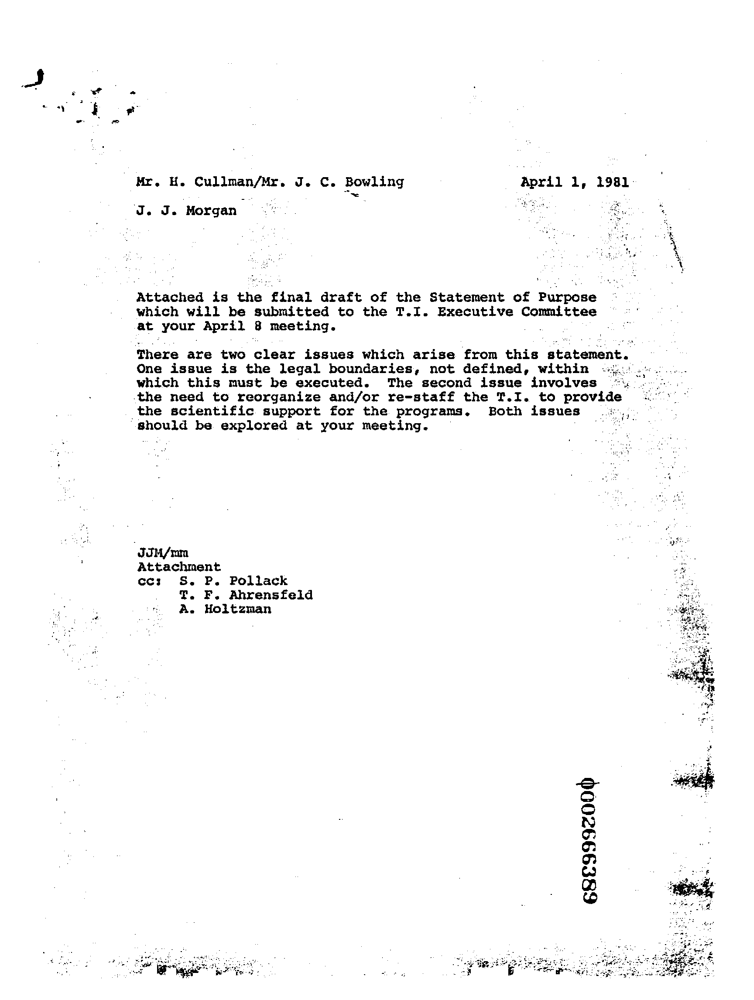 Mr. H. Cullman/Mr. J. C. Bowling April 1, 1981
J. J. Morgan
Attached is the final draft of the Statement of Purpose
which will be submitted to the T.I. Executive Committee
at your April 8 meeting.
There are two clear issues which arise from this statement.
One issue is the legal boundaries, not defined, within
which this must be executed. The second issue involves
the need to reorganize and/or re-staff the T.I. to provide
the scientific support for the programs. Both issues
should be explored at your meeting.
JJM/mm
Attachment
cc: S. P. Pollack
T. F. Ahrensfeld
A. Holtzman
0002666389